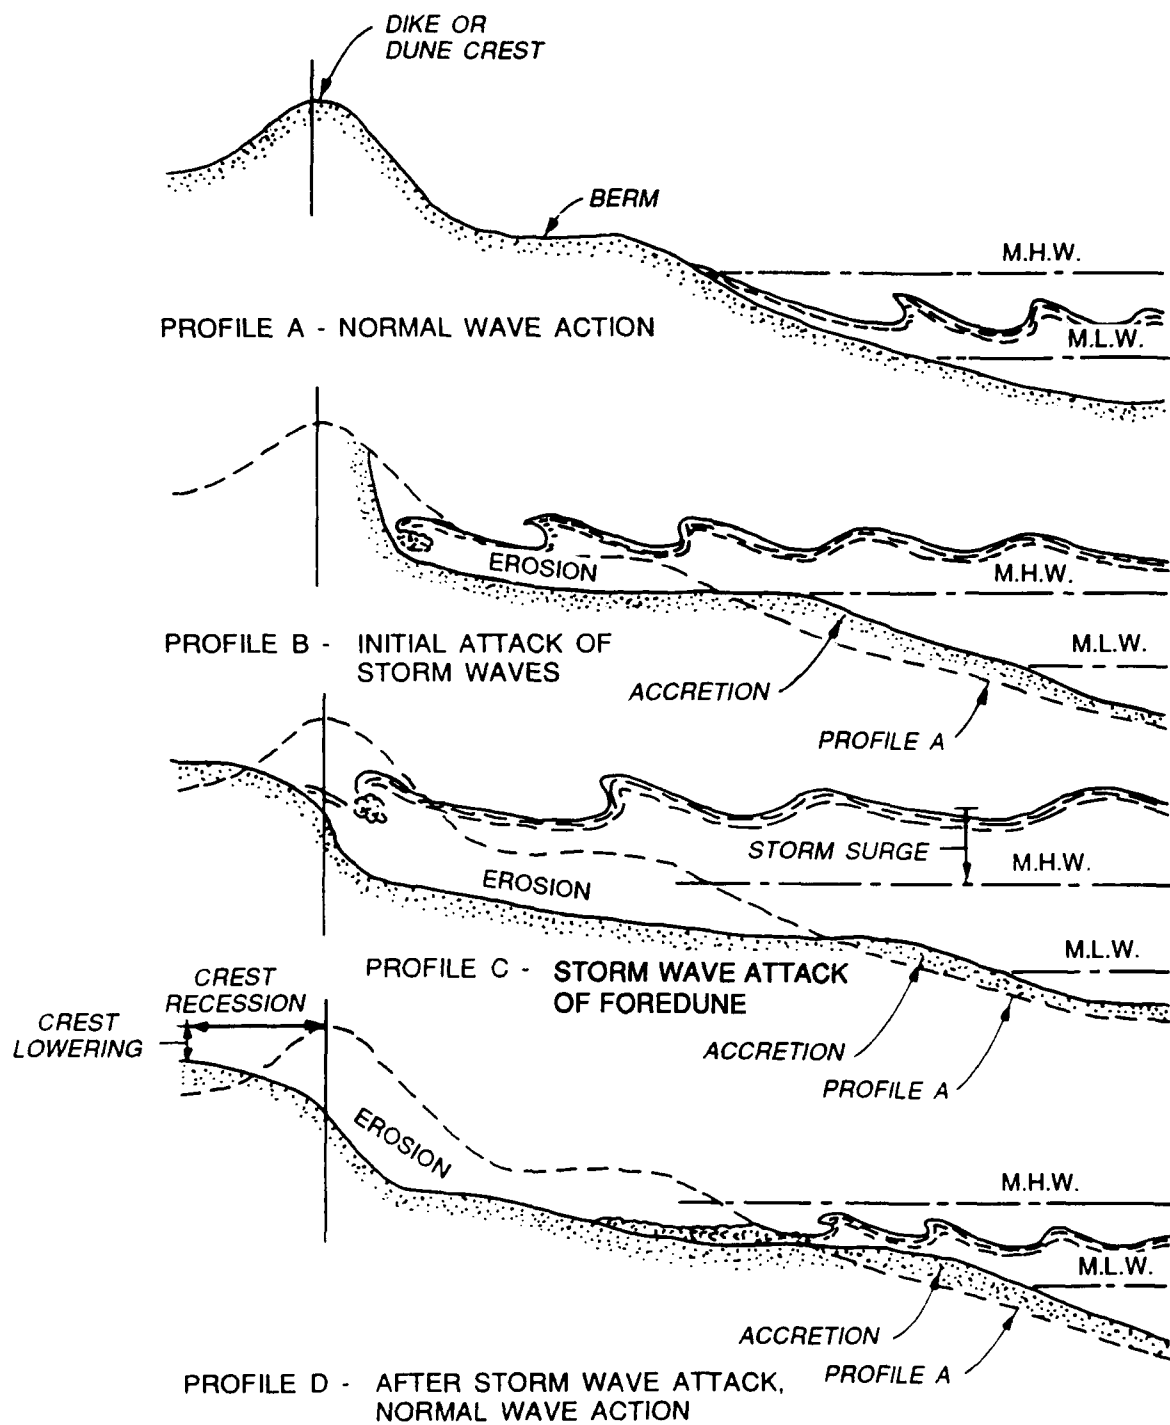 DIKE OR
DUNE CREST
BERM
M.H.W.
PROFILE A - NORMAL WAVE ACTION
M.L.W.
EROSION
M.H.W.
PROFILE B - INITIAL ATTACK OF
STORM WAVES
M.L.W.
ACCRETION
PROFILE A
STORM SURGE
M.H.W.
EROSION
M.L.W.
PROFILE C - STORM WAVE ATTACK
OF FOREDUNE
CREST
RECESSION
CREST
LOWERING
ACCRETION
PROFILE A
EROSION
M.H.W.
M.L.W.
ACCRETION
PROFILE A
PROFILE D - AFTER STORM WAVE ATTACK,
NORMAL WAVE ACTION